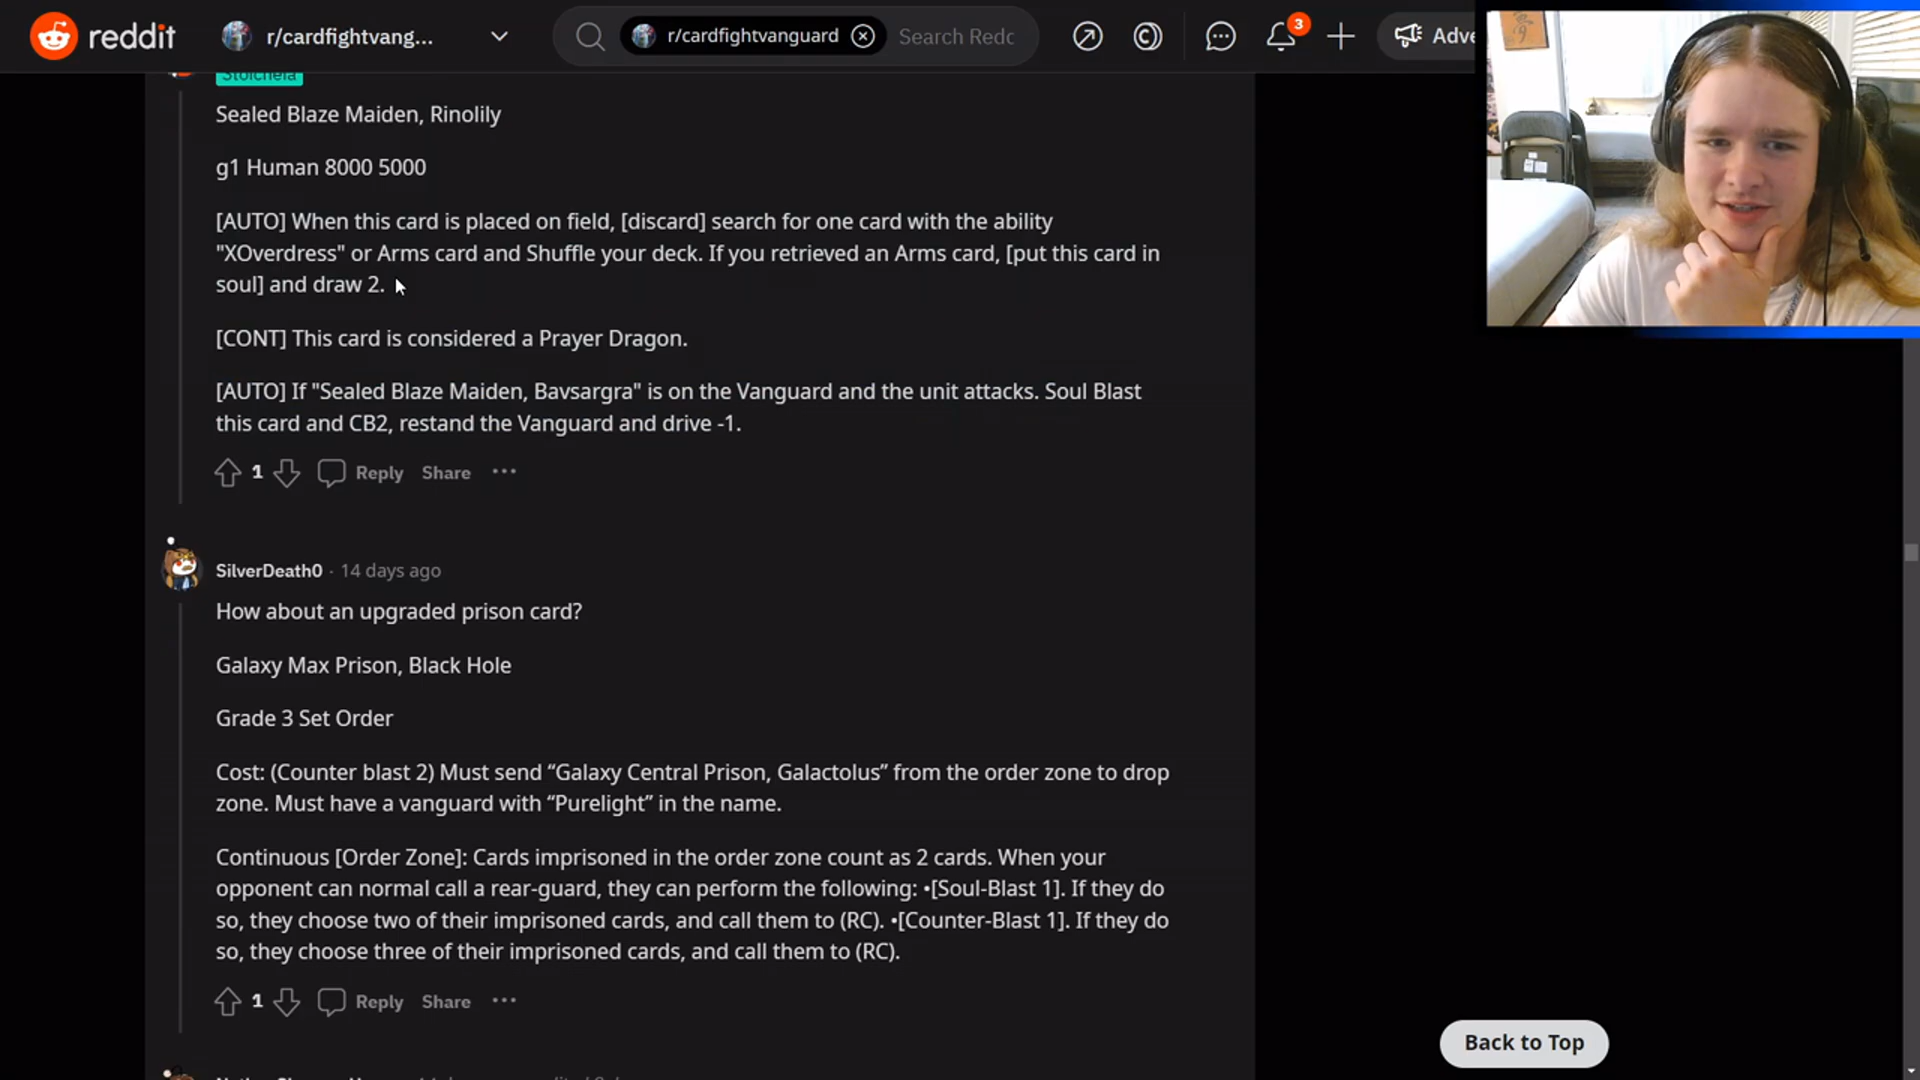 reddit
r/cardfightvang...
r/cardfightvanguard
Search Redc
3
Adve
Stoicheia
Sealed Blaze Maiden, Rinolily
g1 Human 8000 5000
[AUTO] When this card is placed on field, [discard] search for one card with the ability
"XOverdress" or Arms card and Shuffle your deck. If you retrieved an Arms card, [put this card in
soul] and draw 2.
[CONT] This card is considered a Prayer Dragon.
[AUTO] If "Sealed Blaze Maiden, Bavsargra" is on the Vanguard and the unit attacks. Soul Blast
this card and CB2, restand the Vanguard and drive -1.
1 Reply Share
SilverDeath0 · 14 days ago
How about an upgraded prison card?
Galaxy Max Prison, Black Hole
Grade 3 Set Order
Cost: (Counter blast 2) Must send “Galaxy Central Prison, Galactolus” from the order zone to drop
zone. Must have a vanguard with “Purelight” in the name.
Continuous [Order Zone]: Cards imprisoned in the order zone count as 2 cards. When your
opponent can normal call a rear-guard, they can perform the following: •[Soul-Blast 1]. If they do
so, they choose two of their imprisoned cards, and call them to (RC). •[Counter-Blast 1]. If they do
so, they choose three of their imprisoned cards, and call them to (RC).
1 Reply Share
Back to Top